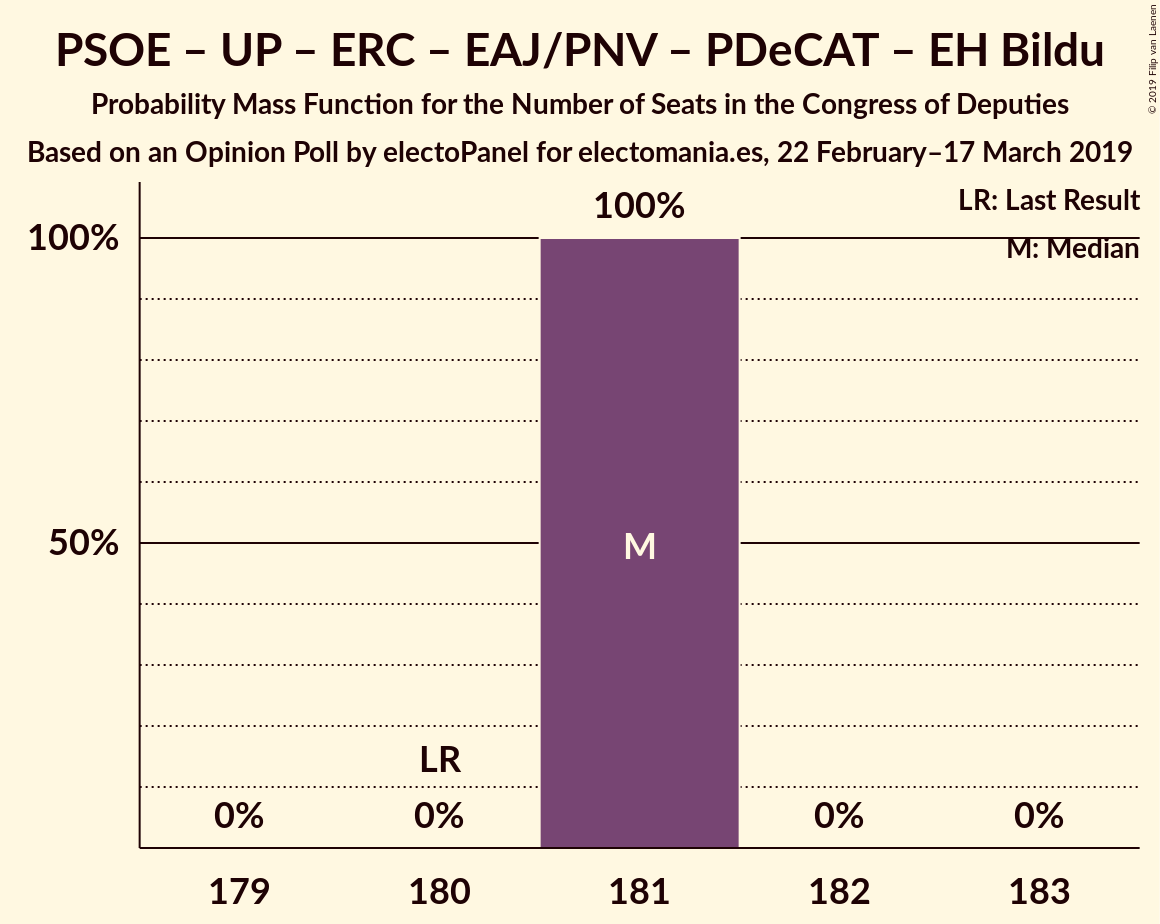 PSOE – UP – ERC – EAJ/PNV – PDeCAT – EH Bildu
Probability Mass Function for the Number of Seats in the Congress of Deputies
Based on an Opinion Poll by electoPanel for electomania.es, 22 February–17 March 2019
© 2019 Filip van Laenen
LR: Last Result
M: Median
100%
100%
50%
M
LR
0%
0%
0%
0%
179
180
181
182
183